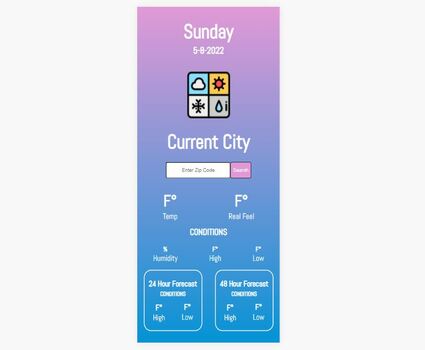 Sunday
5-8-2022
Current City
Enter Zip Code Search
F° F°
Temp Real Feel
CONDITIONS
% F° F°
Humidity High Low
24 Hour Forecast 48 Hour Forecast
CONDITIONS CONDITIONS
F° F° F° F°
High Low High Low